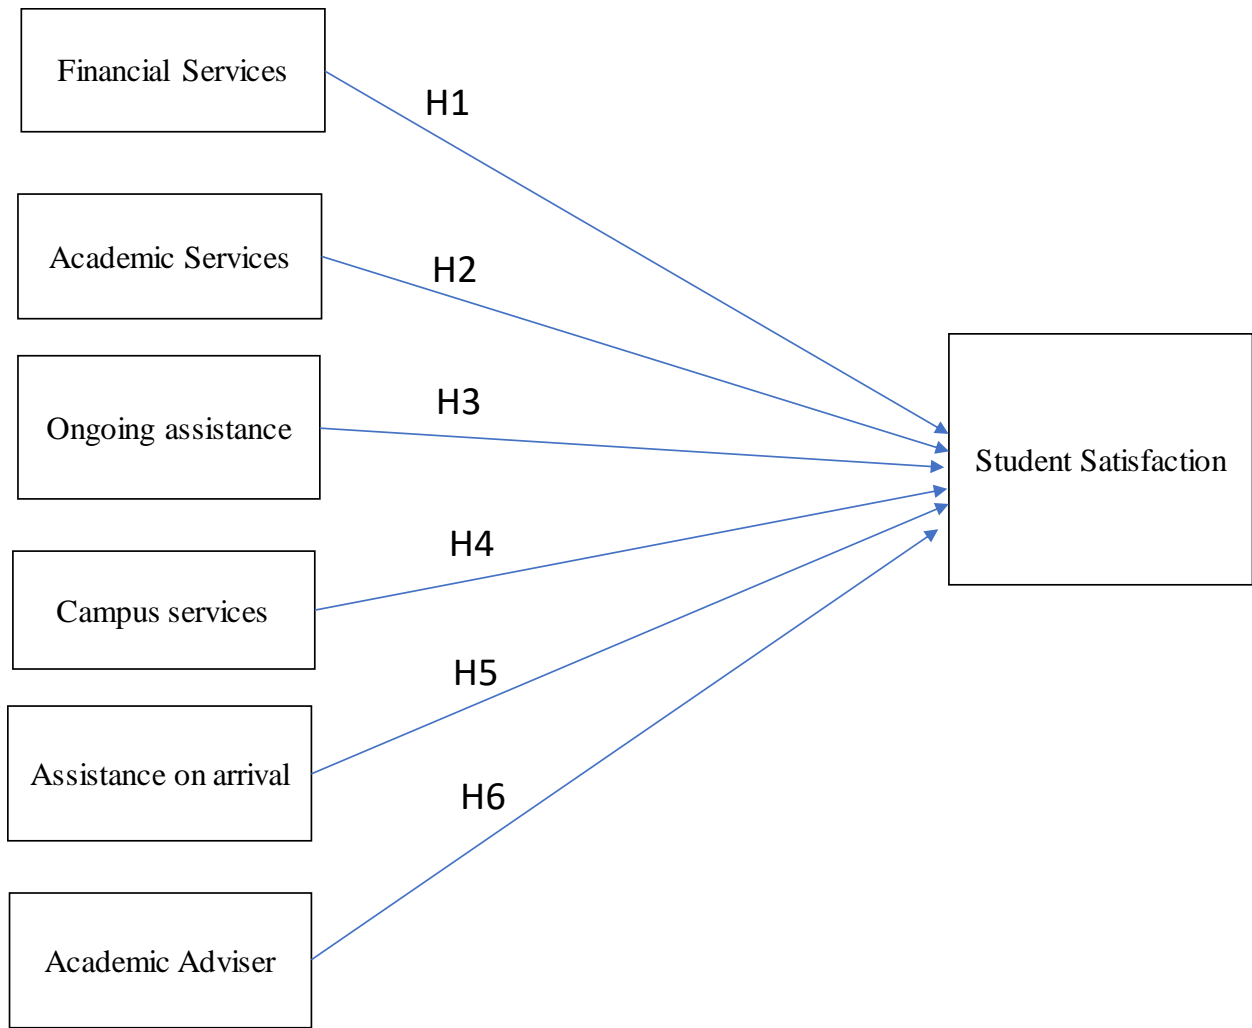 Financial Services
H1
Academic Services
H2
Ongoing assistance
H3
Student Satisfaction
Campus services
H4
Assistance on arrival
H5
Academic Adviser
H6